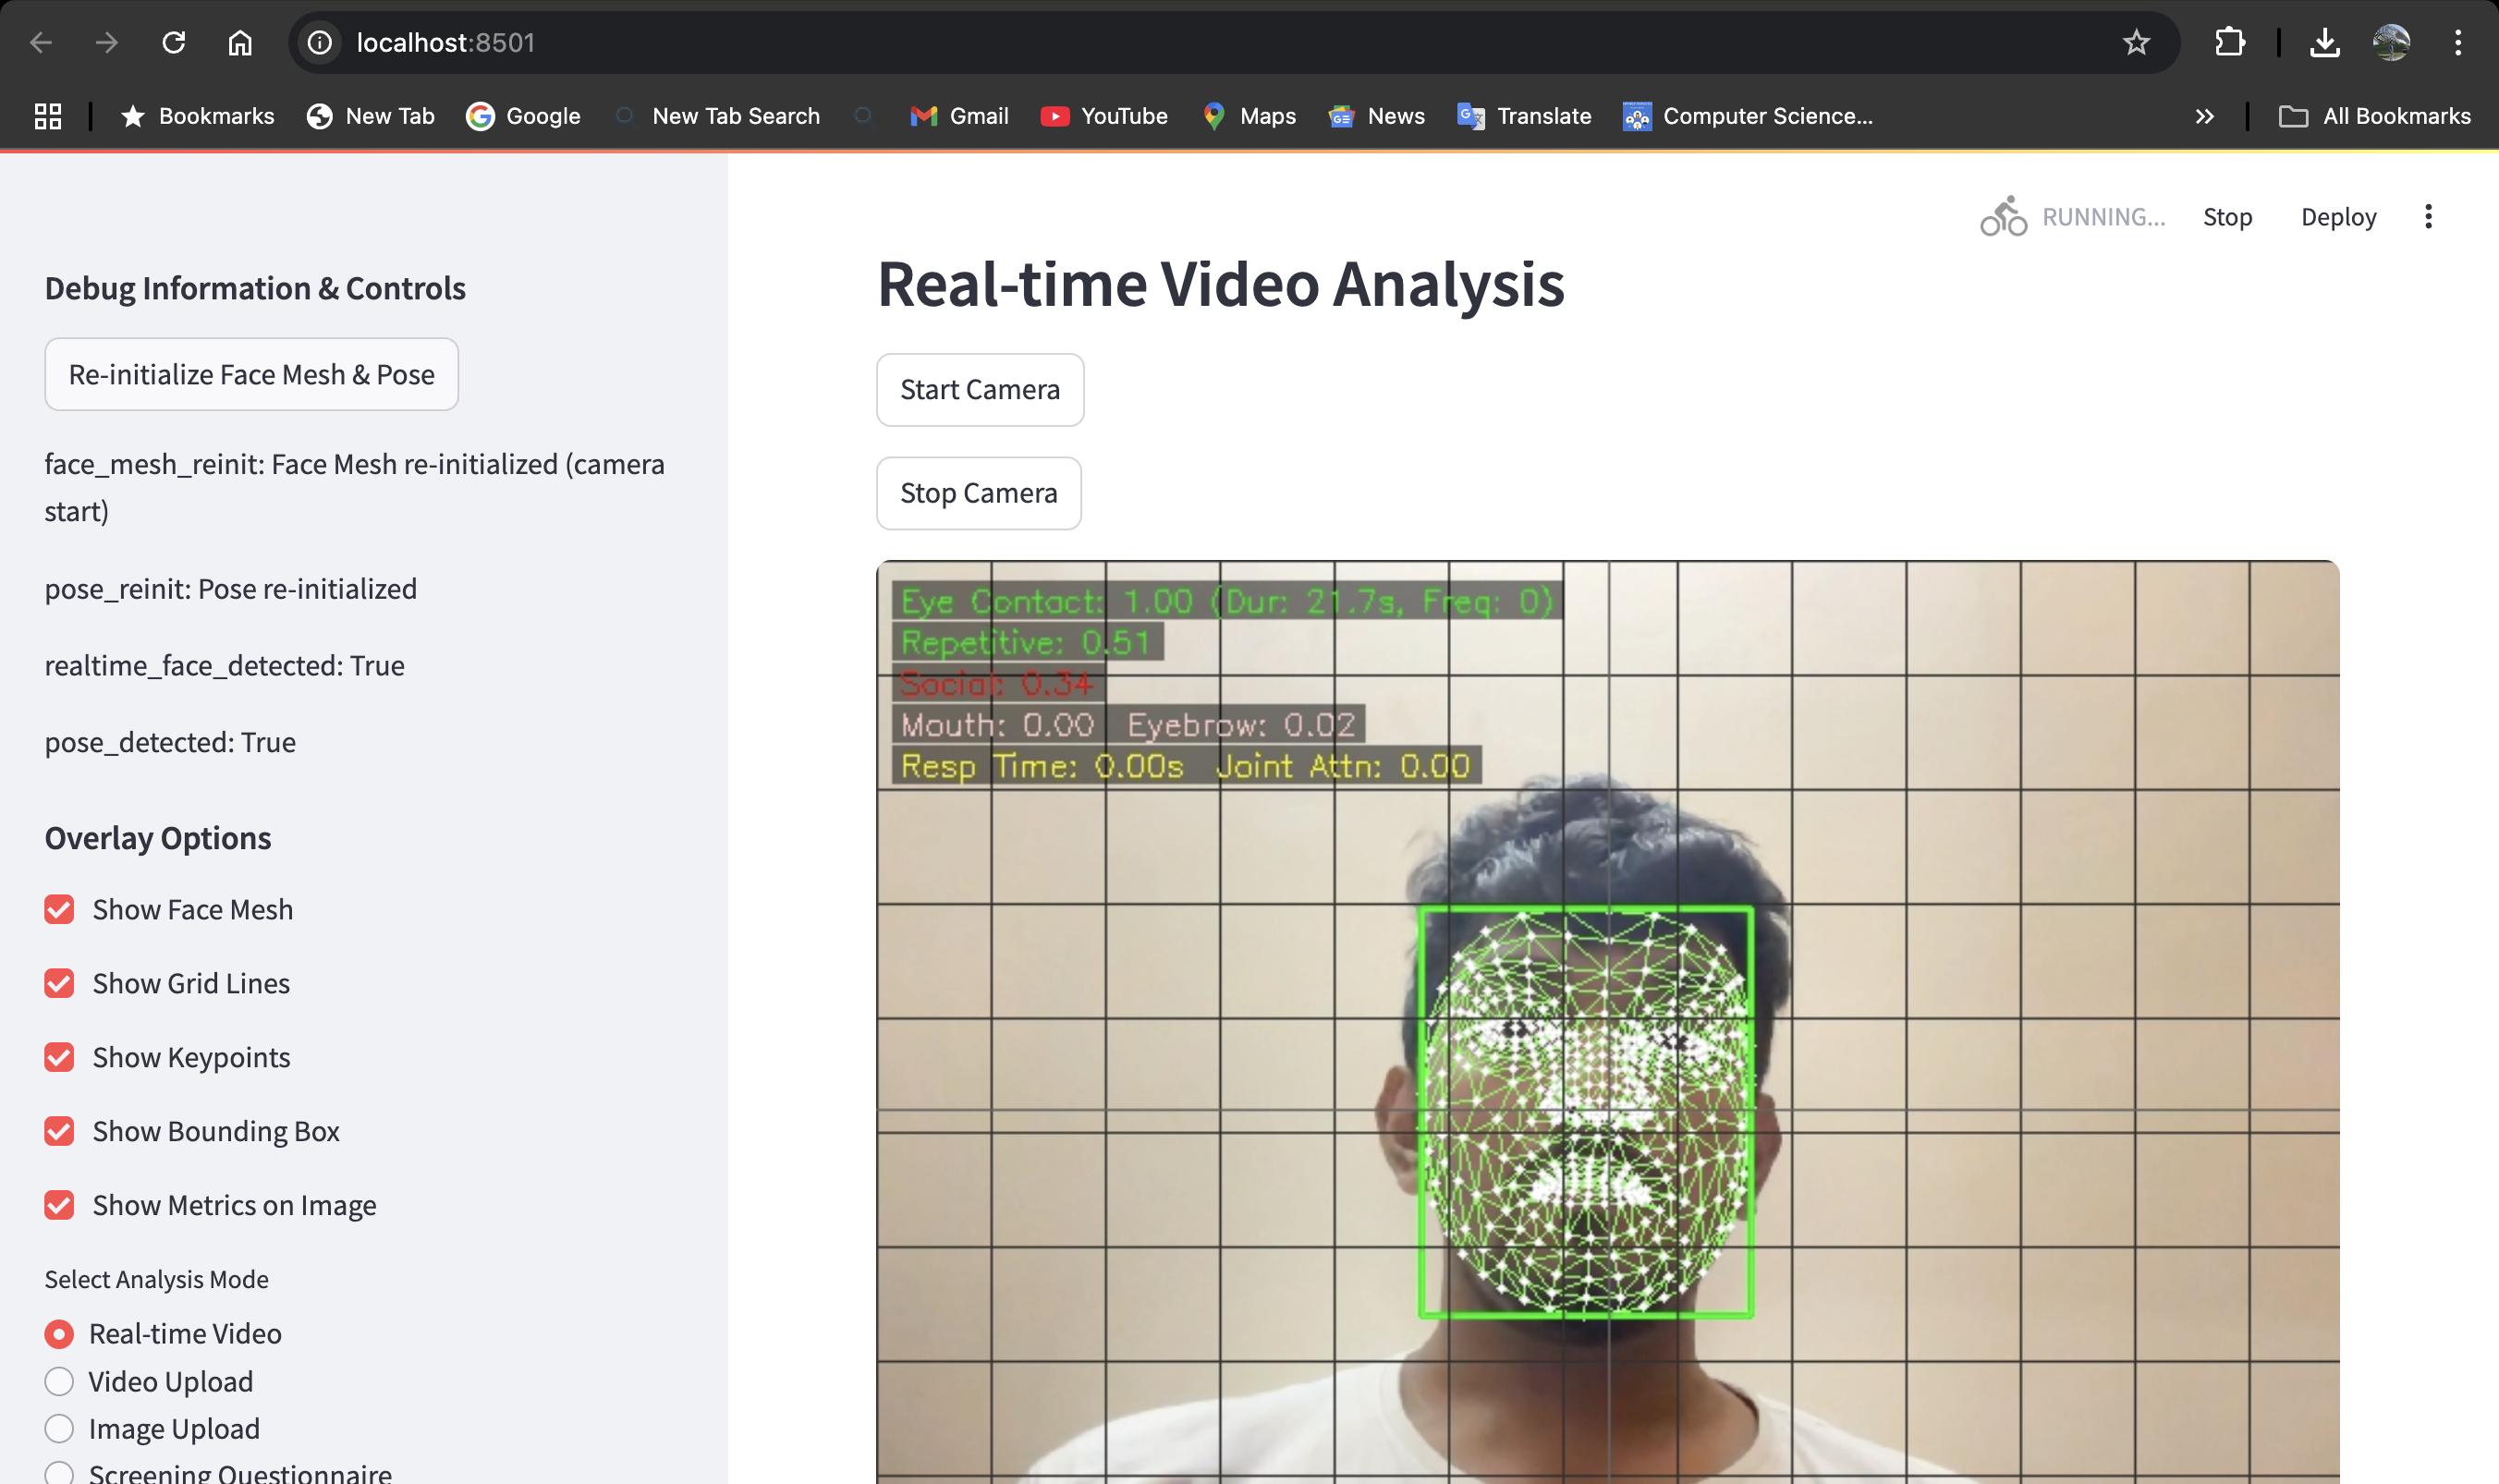 localhost:8501
Bookmarks New Tab Google New Tab Search Gmail YouTube Maps News Translate Computer Science... All Bookmarks
RUNNING... Stop Deploy
Debug Information & Controls
Re-initialize Face Mesh & Pose
face_mesh_reinit: Face Mesh re-initialized (camera
start)
pose_reinit: Pose re-initialized
realtime_face_detected: True
pose_detected: True
Overlay Options
Show Face Mesh
Show Grid Lines
Show Keypoints
Show Bounding Box
Show Metrics on Image
Select Analysis Mode
Real-time Video
Video Upload
Image Upload
Screening Questionnaire
Real-time Video Analysis
Start Camera
Stop Camera
Eye Contact: 1.00 (Dur: 21.7s, Freq: 0)
Repetitive: 0.51
Social: 0.34
Mouth: 0.00 Eyebrow: 0.02
Resp Time: 0.00s Joint Attn: 0.00